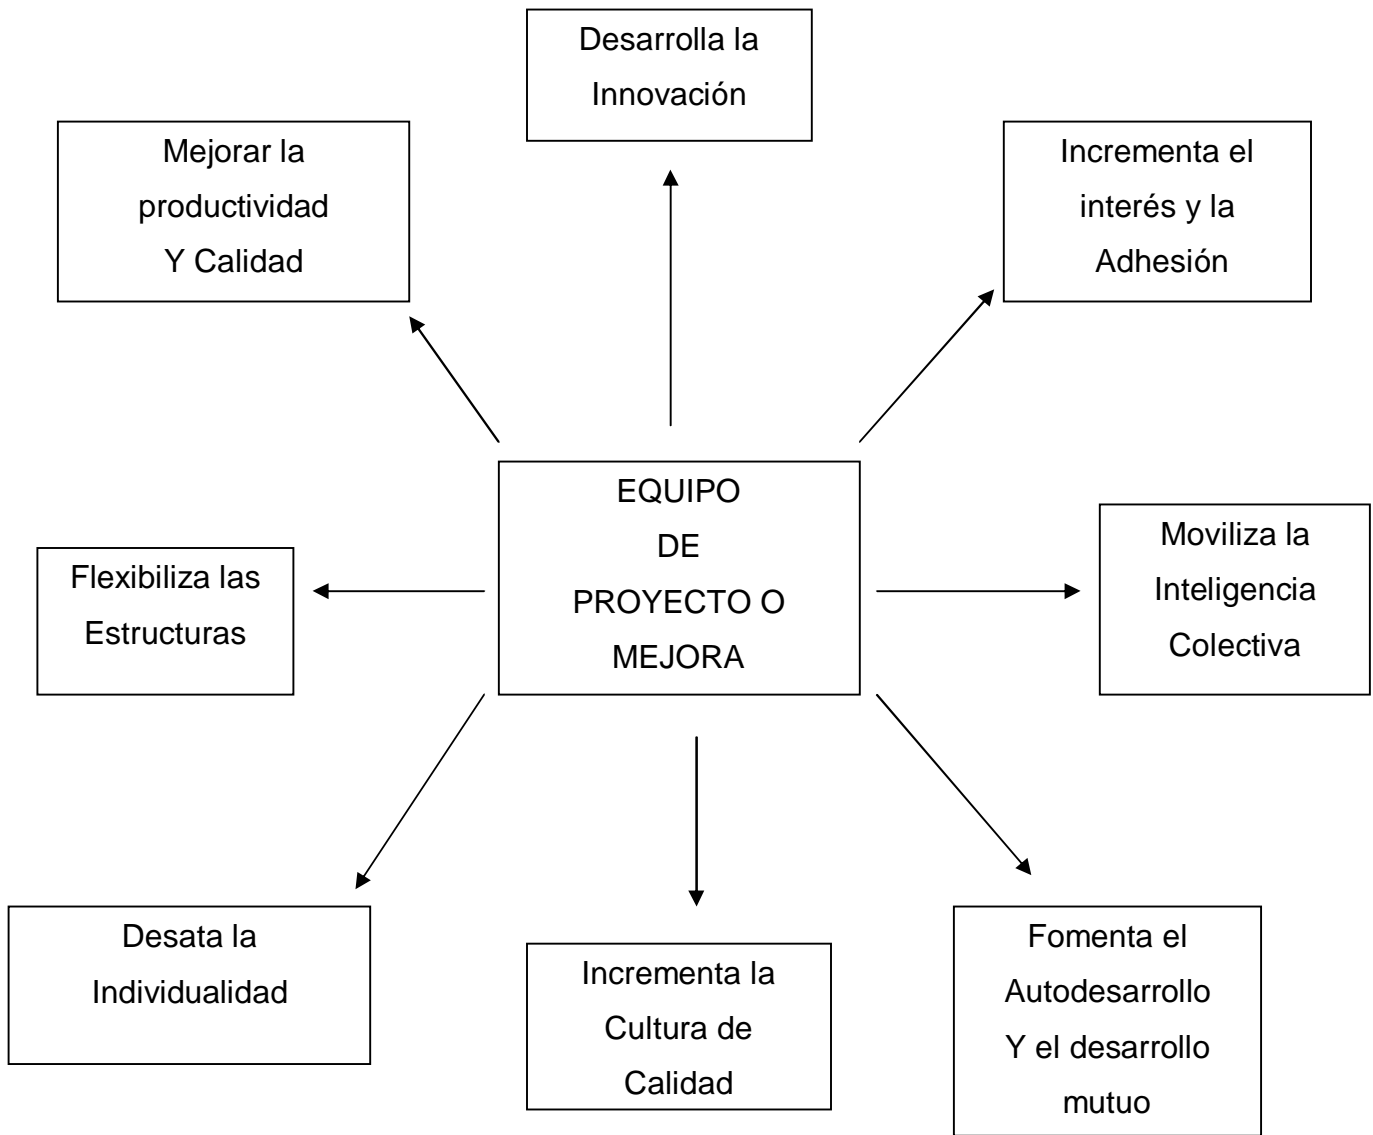 Desarrolla la
Innovación
Mejorar la
productividad
Y Calidad
Incrementa el
interés y la
Adhesión
EQUIPO
DE
PROYECTO O
MEJORA
Flexibiliza las
Estructuras
Moviliza la
Inteligencia
Colectiva
Desata la
Individualidad
Incrementa la
Cultura de
Calidad
Fomenta el
Autodesarrollo
Y el desarrollo
mutuo